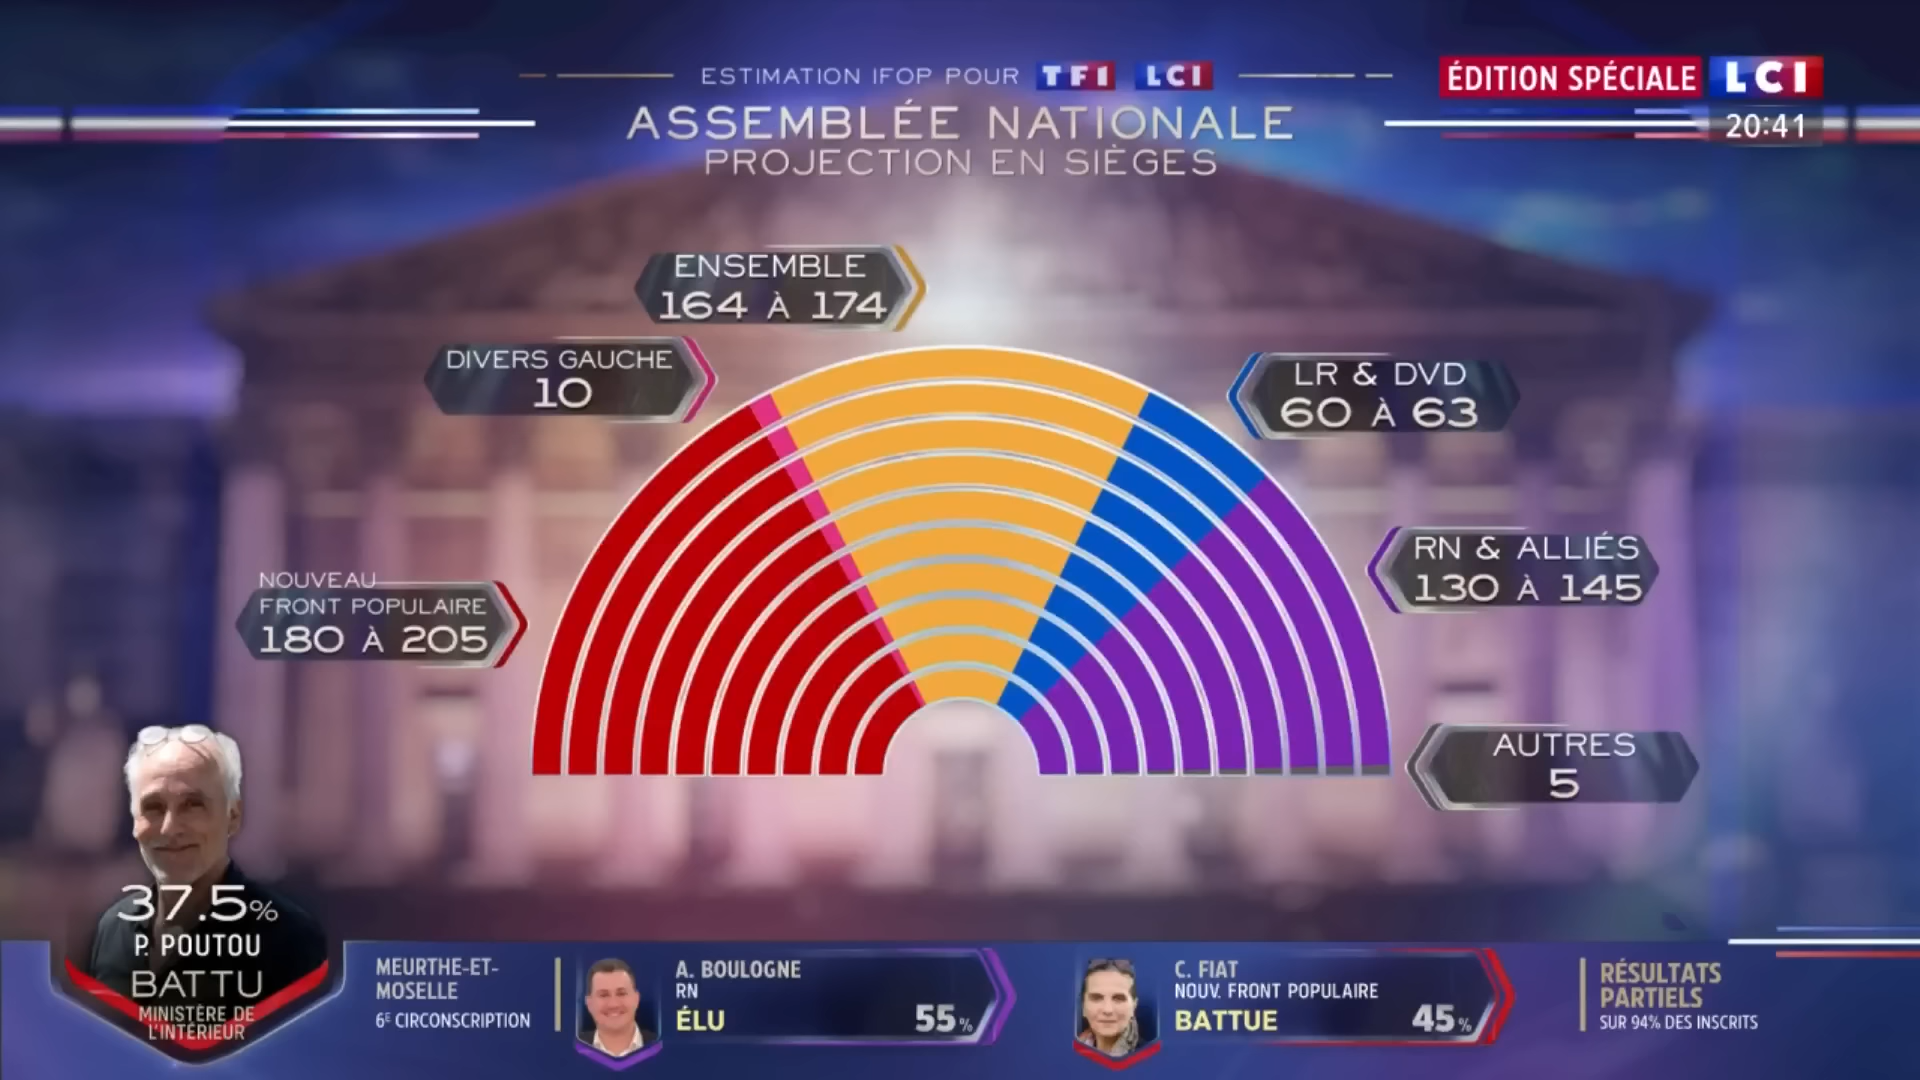 ESTIMATION IFOP POUR TF1 LCI
ASSEMBLÉE NATIONALE
PROJECTION EN SIÈGES
ÉDITION SPÉCIALE LCI
20:41
ENSEMBLE
164 À 174
DIVERS GAUCHE
10
LR & DVD
60 À 63
NOUVEAU
FRONT POPULAIRE
180 À 205
RN & ALLIÉS
130 À 145
AUTRES
5
37.5%
P. POUTOU
BATTU
MINISTÈRE DE
L'INTÉRIEUR
MEURTHE-ET-
MOSELLE
6E CIRCONSCRIPTION
A. BOULOGNE
RN
ÉLU 55%
C. FIAT
NOUV. FRONT POPULAIRE
BATTUE 45%
RÉSULTATS
PARTIELS
SUR 94% DES INSCRITS